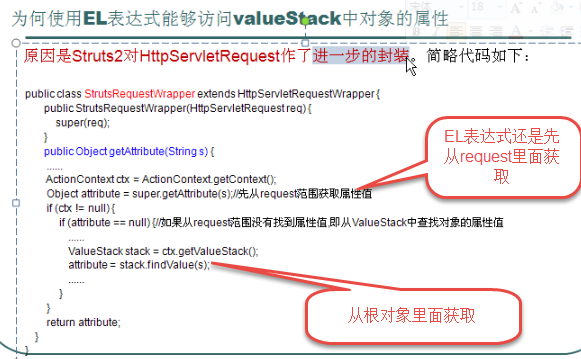 为何使用EL表达式能够访问valueStack中对象的属性
原因是Struts2对HttpServletRequest作了进一步的封装。简略代码如下：
public class StrutsRequestWrapper extends HttpServletRequestWrapper {
public StrutsRequestWrapper(HttpServletRequest req) {
super(req);
}
public Object getAttribute(String s) {
......
ActionContext ctx = ActionContext.getContext();
Object attribute = super.getAttribute(s);//先从request范围获取属性值
if (ctx != null) {
if (attribute == null) {//如果从request范围没有找到属性值,即从ValueStack中查找对象的属性值
......
ValueStack stack = ctx.getValueStack();
attribute = stack.findValue(s);
......
}
}
return attribute;
}
}
EL表达式还是先
从request里面获
取
从根对象里面获取